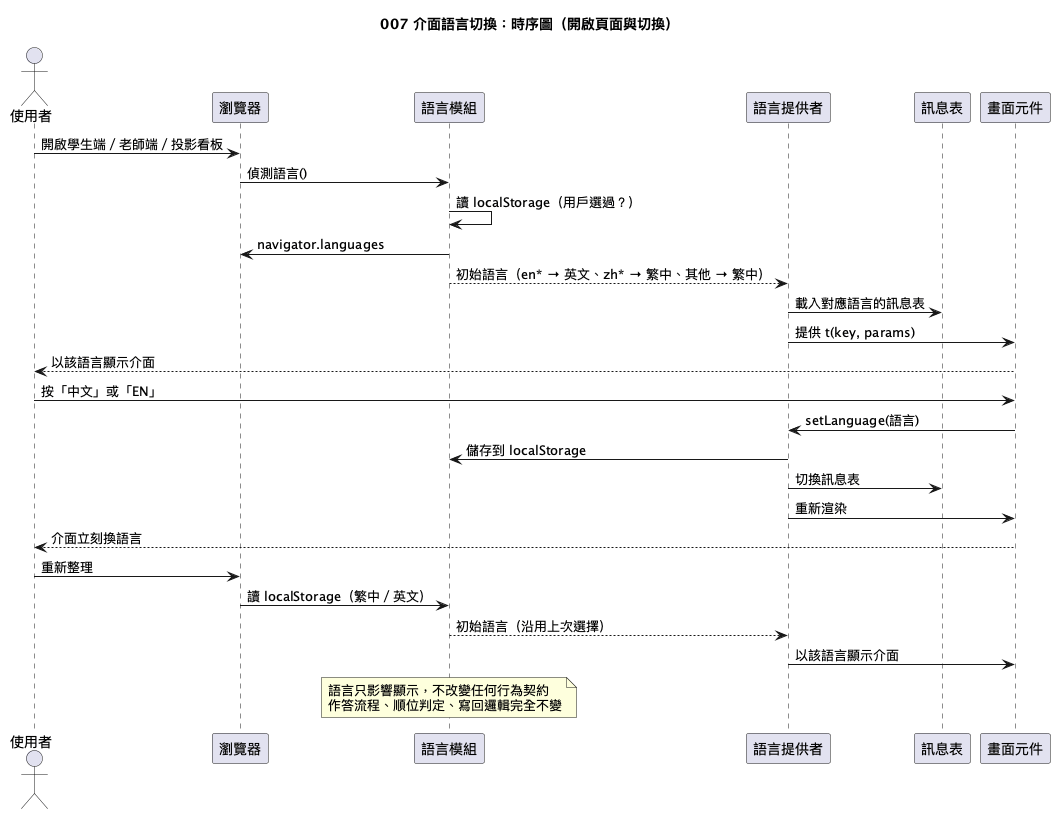 007 介面語言切換：時序圖（開啟頁面與切換）
使用者
瀏覽器
語言模組
語言提供者
訊息表
畫面元件
開啟學生端 / 老師端 / 投影看板
偵測語言()
讀 localStorage（用戶選過？）
navigator.languages
初始語言（en* → 英文、zh* → 繁中、其他 → 繁中）
載入對應語言的訊息表
提供 t(key, params)
以該語言顯示介面
按「中文」或「EN」
setLanguage(語言)
儲存到 localStorage
切換訊息表
重新渲染
介面立刻換語言
重新整理
讀 localStorage（繁中 / 英文）
初始語言（沿用上次選擇）
以該語言顯示介面
語言只影響顯示，不改變任何行為契約
作答流程、順位判定、寫回邏輯完全不變
使用者
瀏覽器
語言模組
語言提供者
訊息表
畫面元件